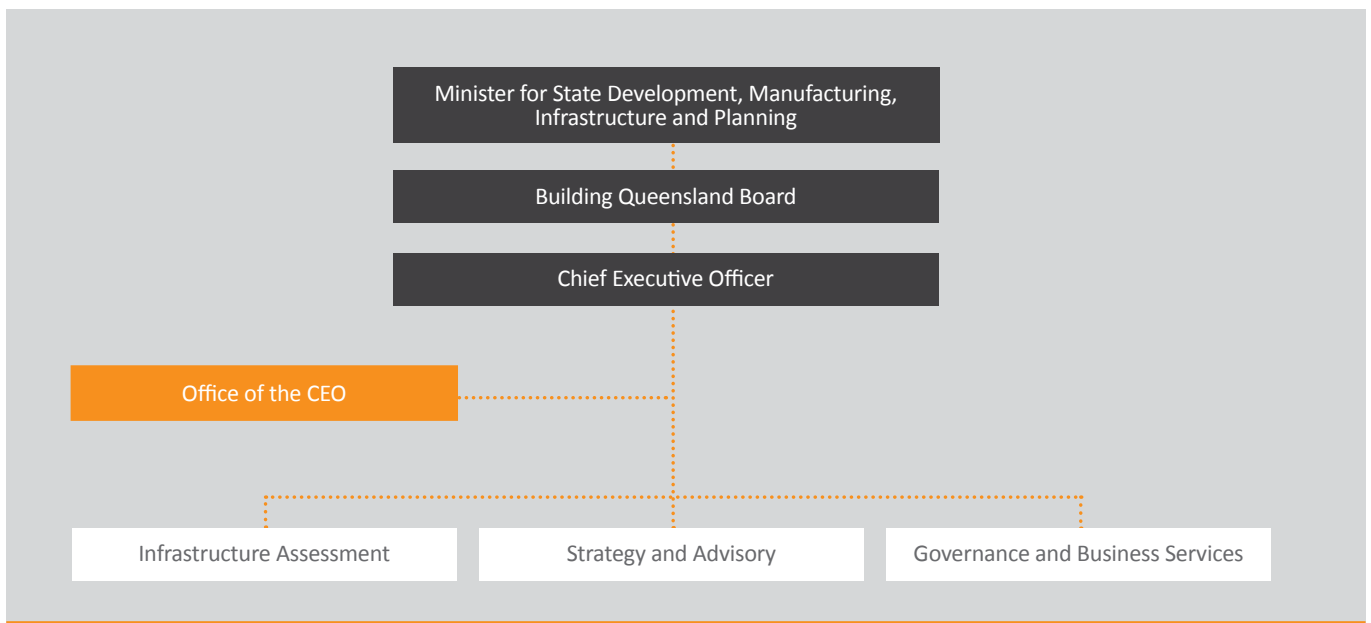 Minister for State Development, Manufacturing,
Infrastructure and Planning
Building Queensland Board
Chief Executive Officer
Office of the CEO
Infrastructure Assessment
Strategy and Advisory
Governance and Business Services